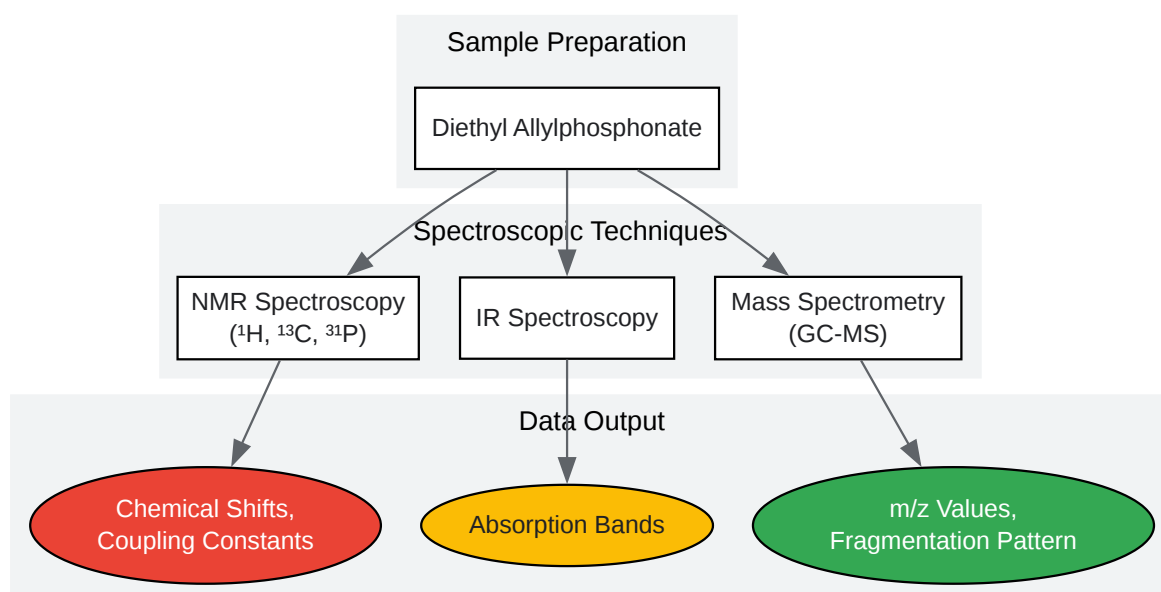 Sample Preparation
Diethyl Allylphosphonate
Spectroscopic Techniques
NMR Spectroscopy
(¹H, ¹³C, ³¹P)
IR Spectroscopy
Mass Spectrometry
(GC-MS)
Data Output
Chemical Shifts,
Coupling Constants
Absorption Bands
m/z Values,
Fragmentation Pattern